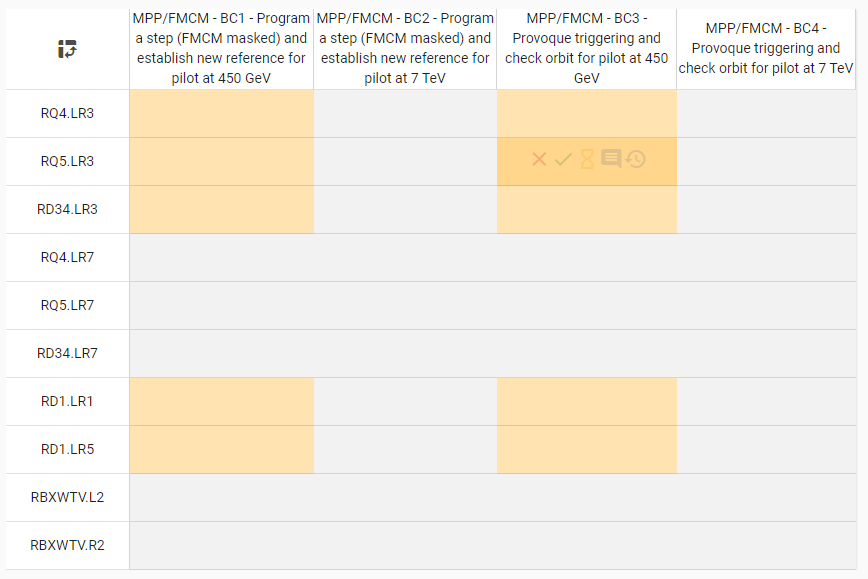 MPP/FMCM - BC1 - Program
a step (FMCM masked) and
establish new reference for
pilot at 450 GeV
MPP/FMCM - BC2 - Program
a step (FMCM masked) and
establish new reference for
pilot at 7 TeV
MPP/FMCM - BC3 -
Provoque triggering and
check orbit for pilot at 450
GeV
MPP/FMCM - BC4 -
Provoque triggering and
check orbit for pilot at 7 TeV
RQ4.LR3
RQ5.LR3
RD34.LR3
RQ4.LR7
RQ5.LR7
RD34.LR7
RD1.LR1
RD1.LR5
RBXWTV.L2
RBXWTV.R2